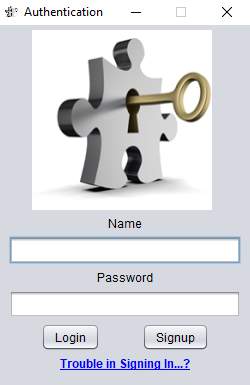 Authentication
Name
Password
Login Signup
Trouble in Signing In...?